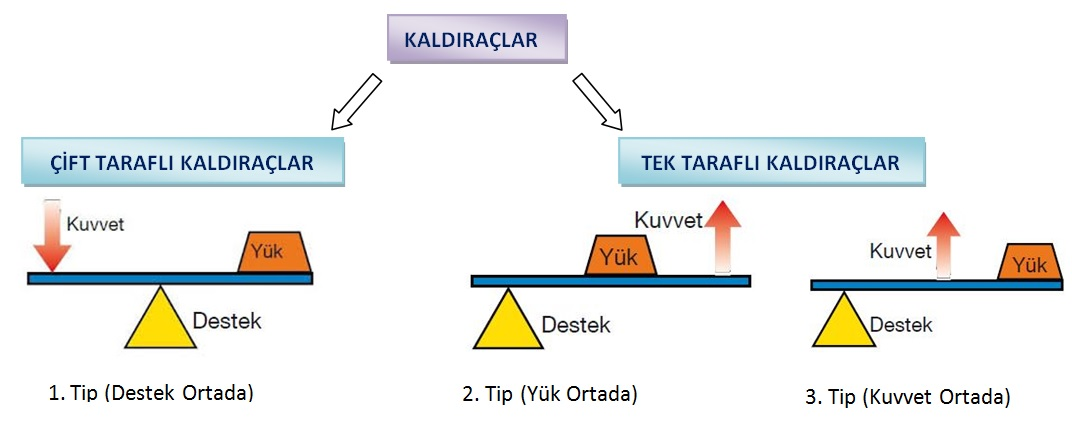 KALDIRAÇLAR
ÇİFT TARAFLI KALDIRAÇLAR
TEK TARAFLI KALDIRAÇLAR
Kuvvet
Yük
Destek
Kuvvet
Yük
Destek
Kuvvet
Yük
Destek
1. Tip (Destek Ortada)
2. Tip (Yük Ortada)
3. Tip (Kuvvet Ortada)